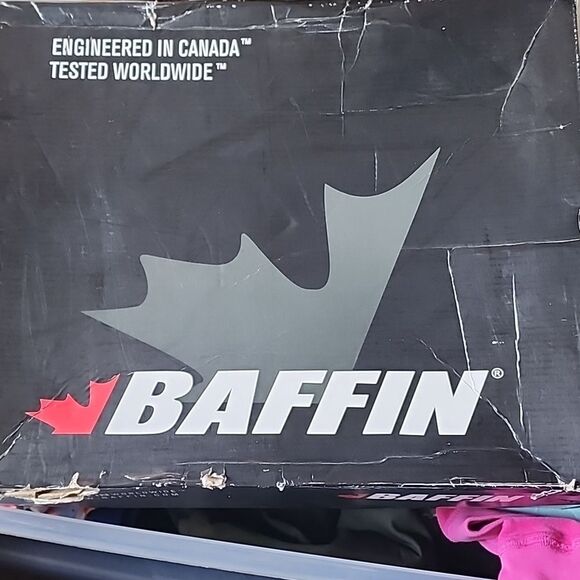 ENGINEERED IN CANADA™
TESTED WORLDWIDE™
BAFFIN®
BAFFIN